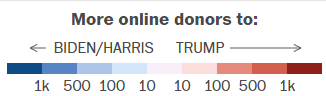 More online donors to:
← BIDEN/HARRIS TRUMP →
1k 500 100 10 10 100 500 1k